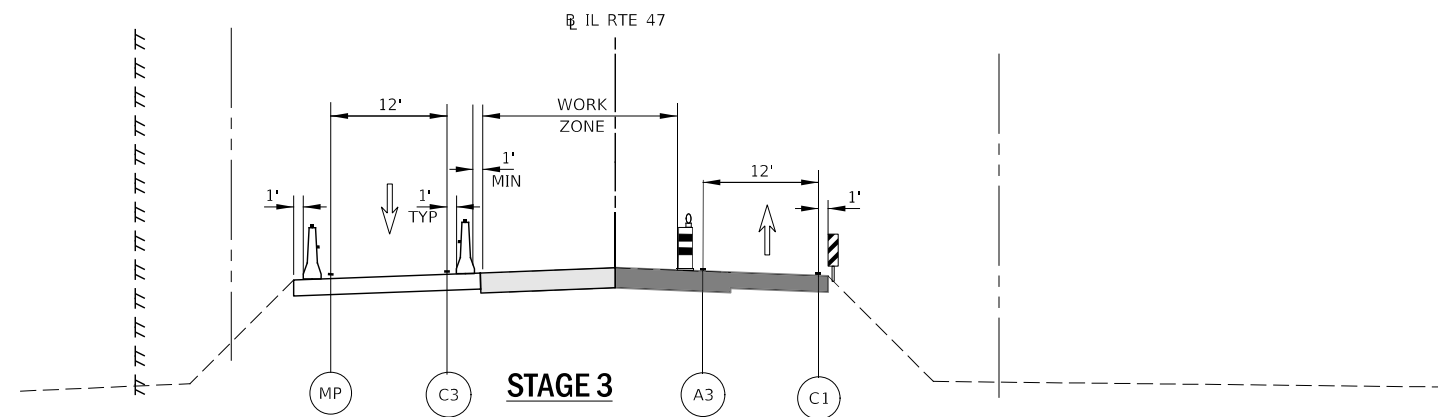 ℄ IL RTE 47
12'
WORK
ZONE
1'
MIN
12'
1'
1'
TYP
1'
MP
C3
STAGE 3
A3
C1